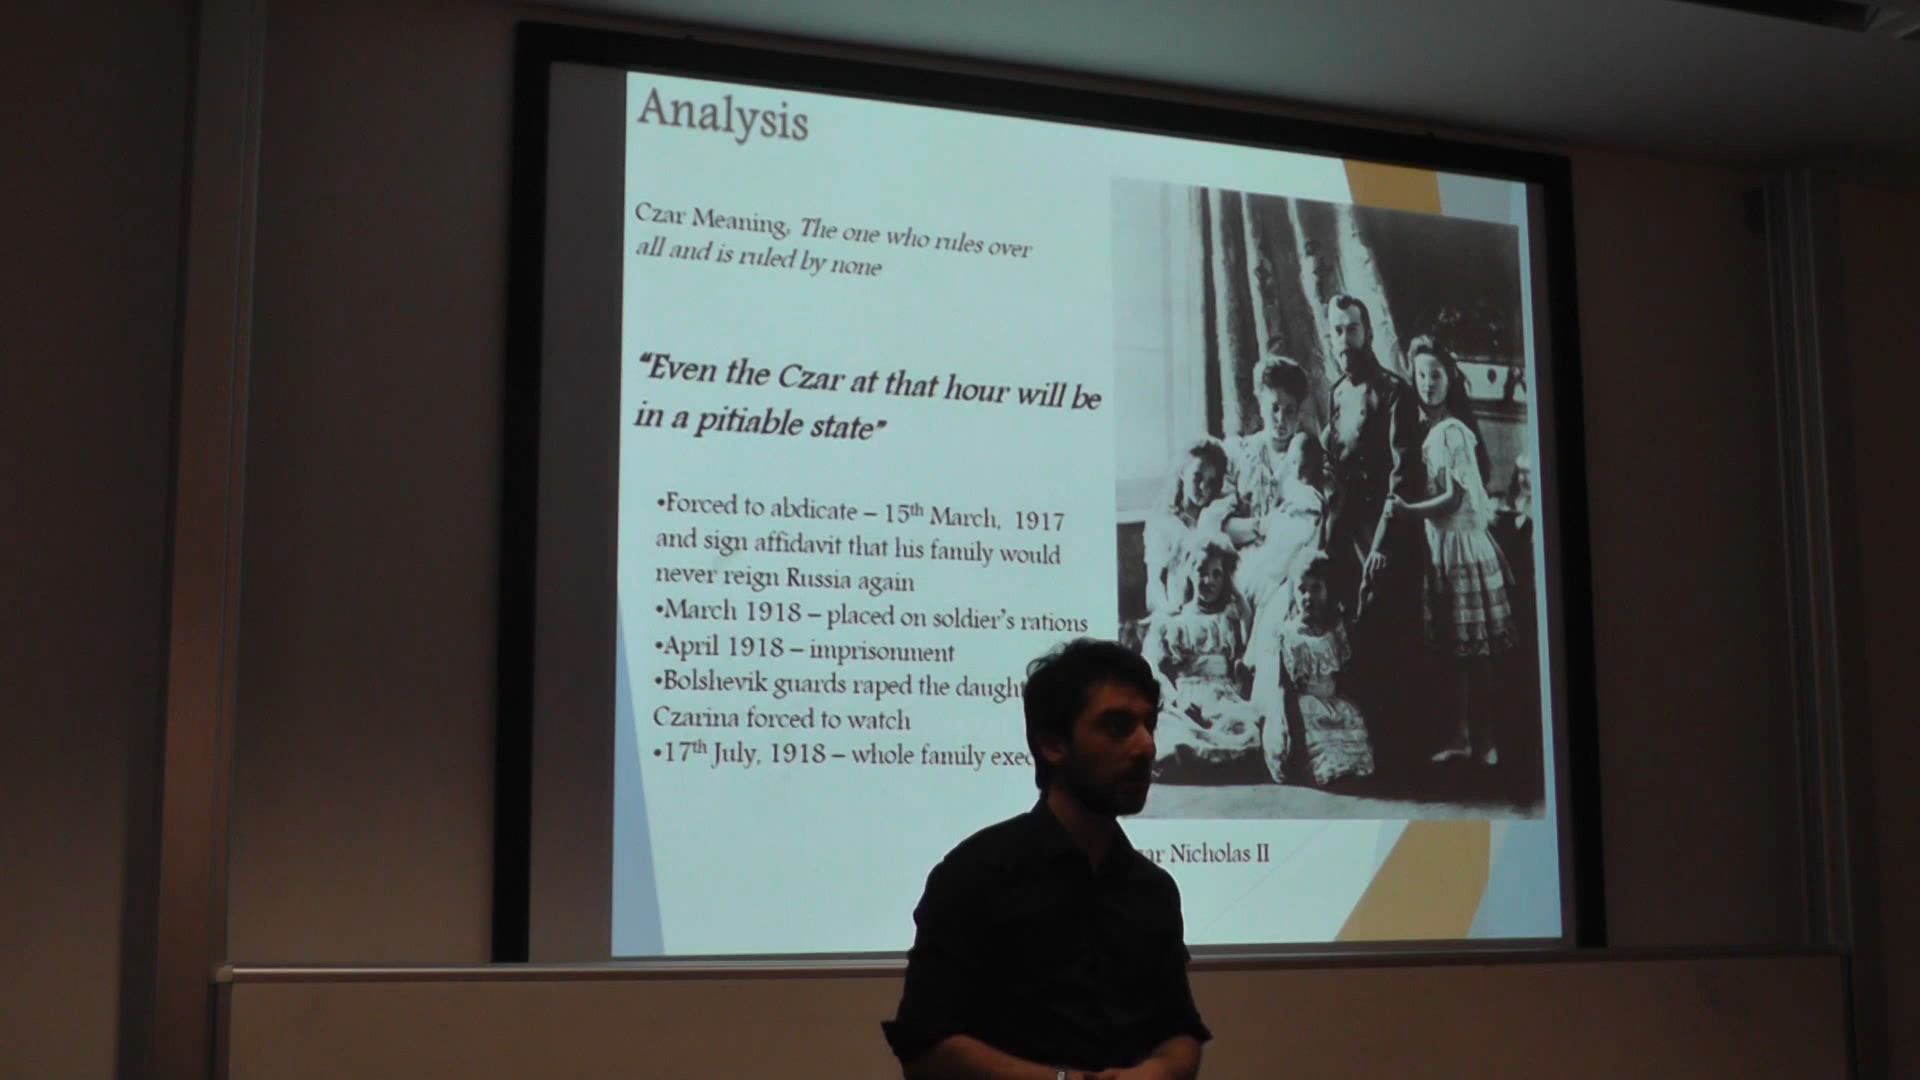 Analysis
Czar Meaning, The one who rules over
all and is ruled by none
“Even the Czar at that hour will be
in a pitiable state”
•Forced to abdicate – 15th March, 1917
and sign affidavit that his family would
never reign Russia again
•March 1918 – placed on soldier's rations
•April 1918 – imprisonment
•Bolshevik guards raped the
Czarina forced to watch
•17th July, 1918 – whole family
Nicholas II